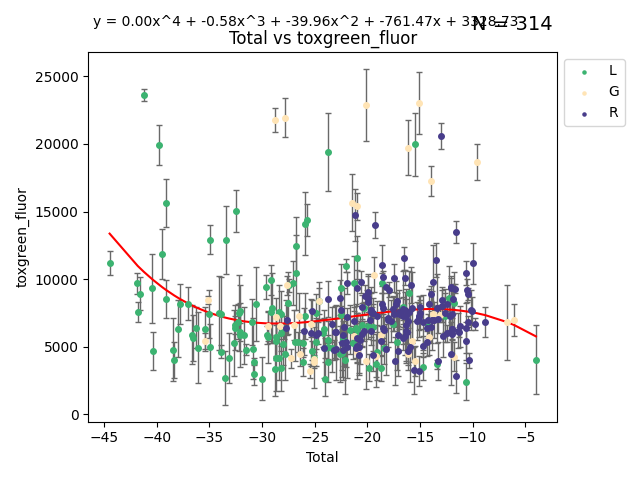 y = 0.00x^4 + -0.58x^3 + -39.96x^2 + -761.47x + 3328.73
N = 314
Total vs toxgreen_fluor
25000
20000
15000
10000
5000
0
toxgreen_fluor
−45 −40 −35 −30 −25 −20 −15 −10 −5
Total
L
G
R